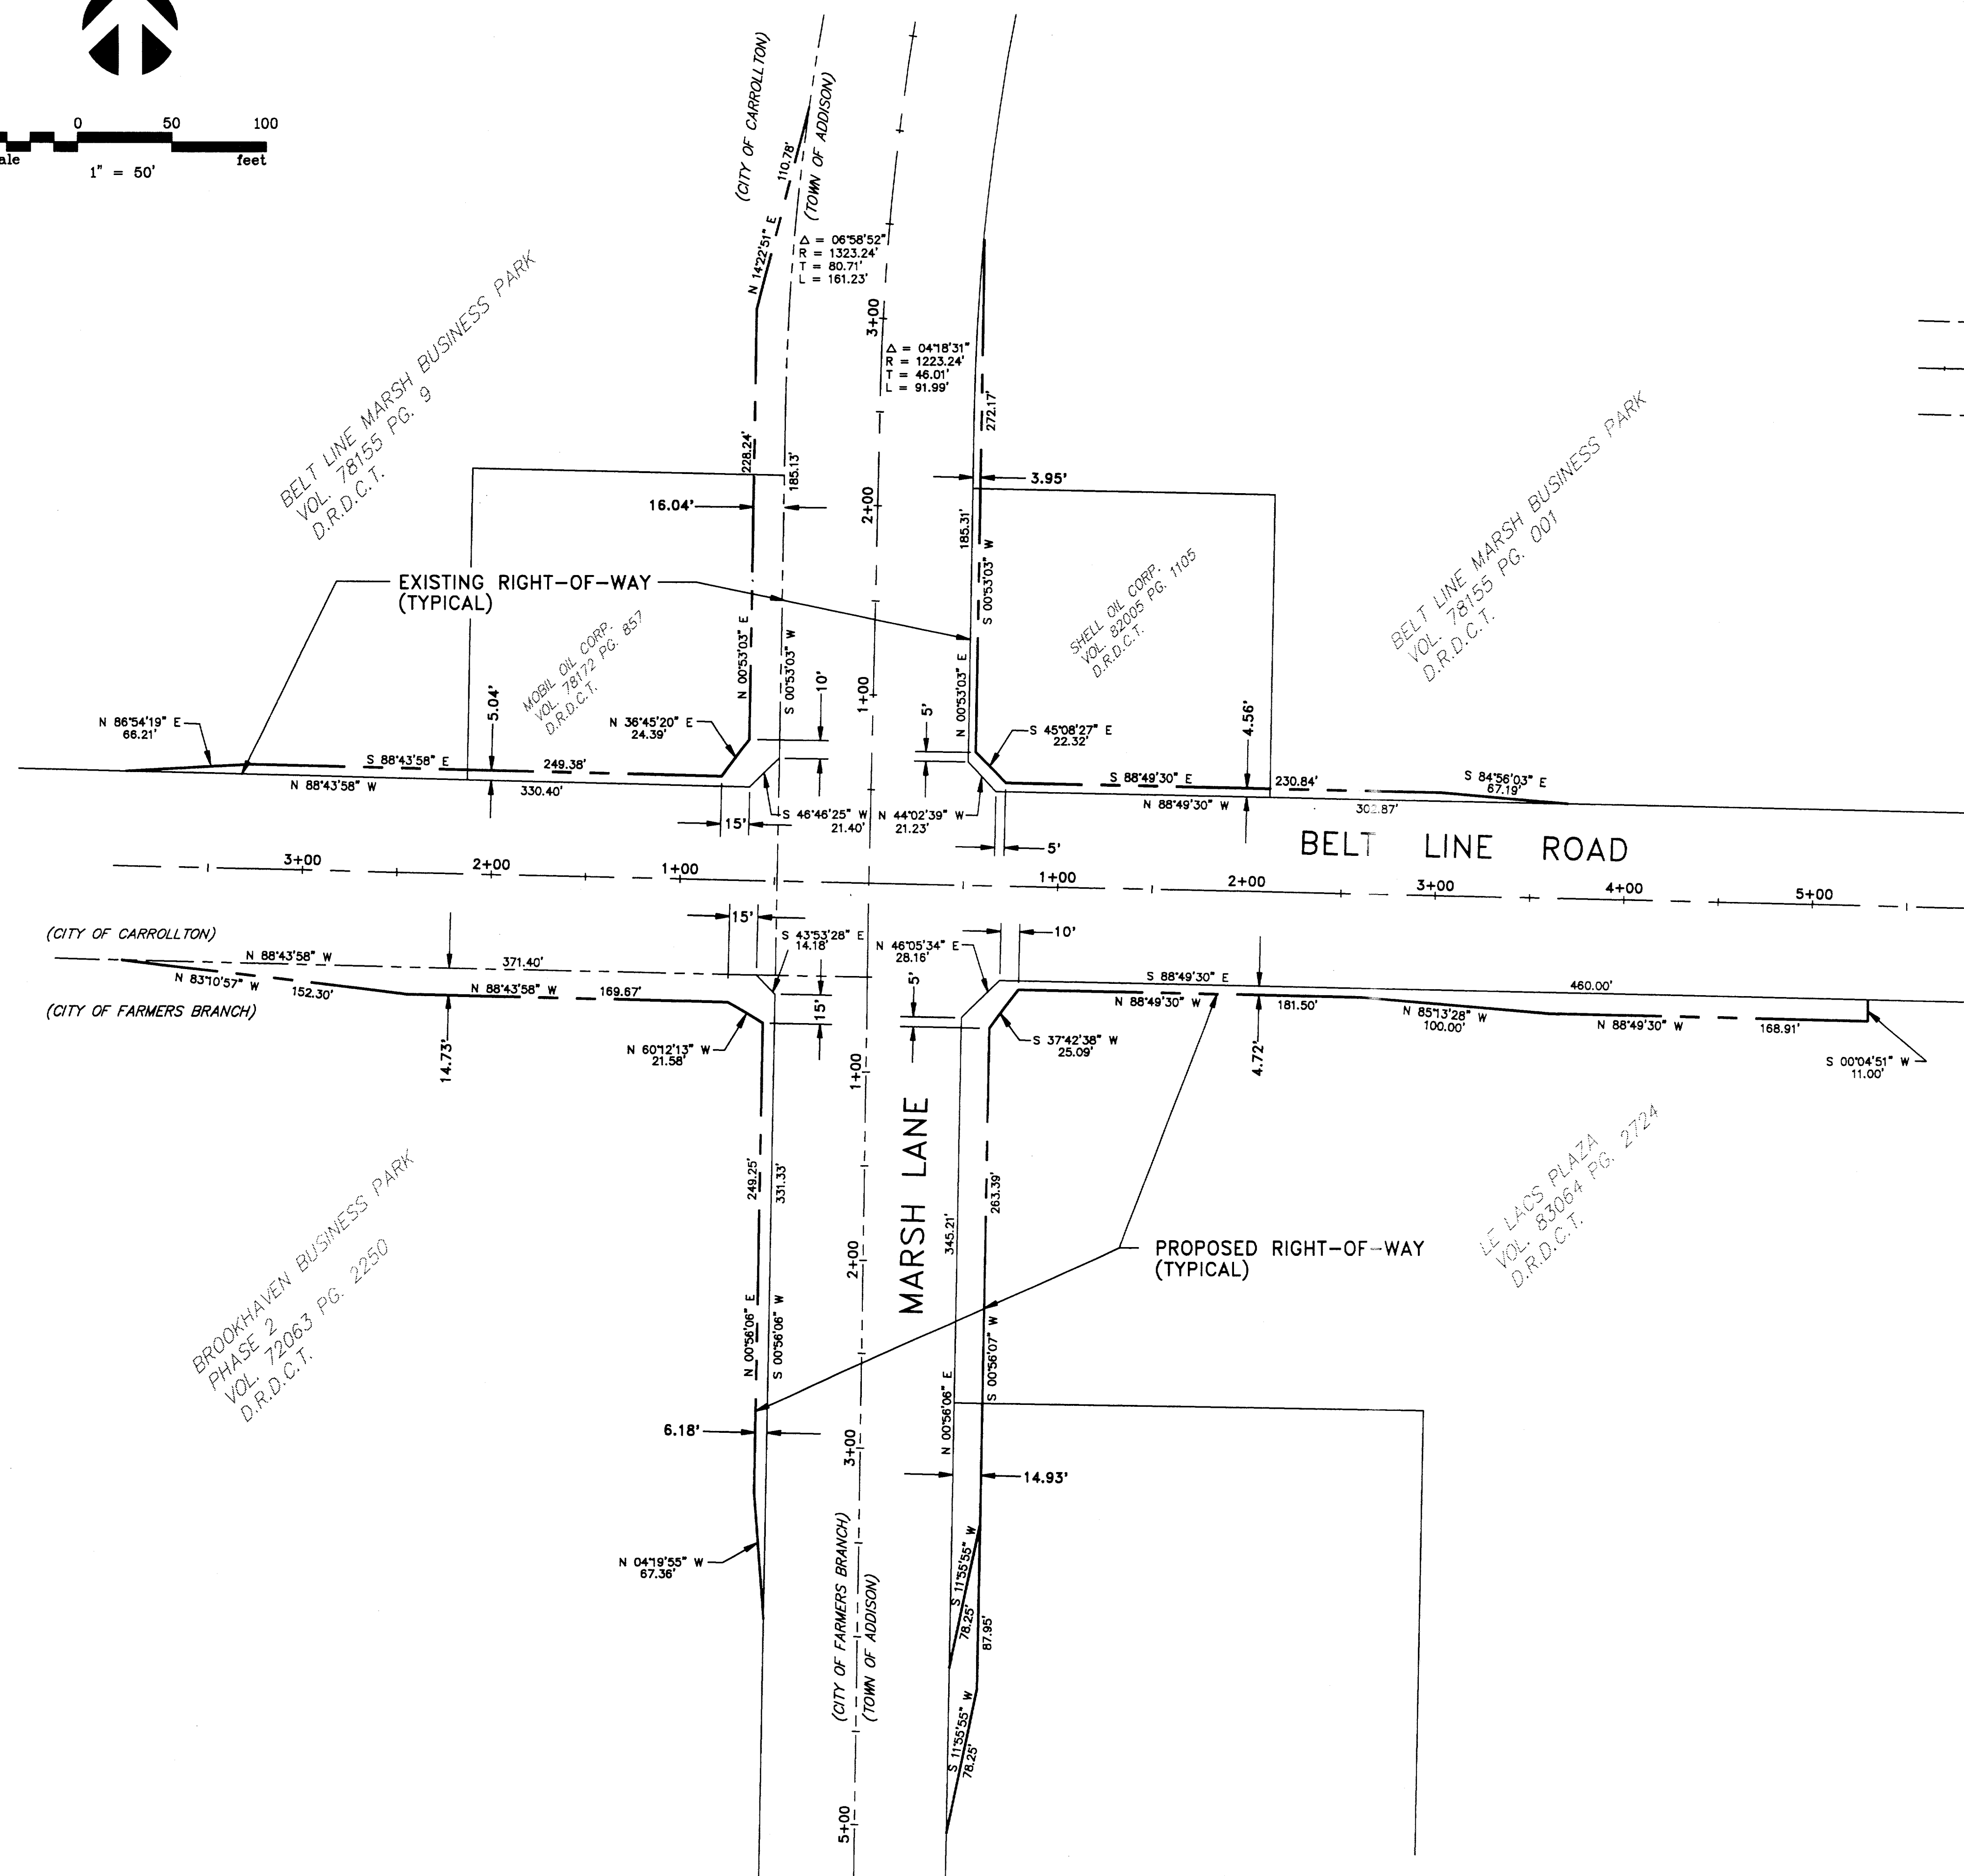 0 50 100
ale feet
1" = 50'
(CITY OF CARROLLTON)
(TOWN OF ADDISON)
110.78'
N 14°22'51" E
Δ = 06°58'52"
R = 1323.24'
T = 80.71'
L = 161.23'
3+00
Δ = 04°18'31"
R = 1223.24'
T = 46.01'
L = 91.99'
BELT LINE MARSH BUSINESS PARK
VOL. 78155 PG. 9
D.R.D.C.T.
228.24'
185.13'
272.17'
16.04'
2+00
3.95'
185.31'
S 00°53'03" W
EXISTING RIGHT-OF-WAY
(TYPICAL)
MOBIL OIL CORP.
VOL. 78172 PG. 857
D.R.D.C.T.
SHELL OIL CORP.
VOL. 82005 PG. 1105
D.R.D.C.T.
BELT LINE MARSH BUSINESS PARK
VOL. 78155 PG. 001
D.R.D.C.T.
N 00°53'03" E
S 00°53'03" W
N 00°53'03" E
10'
1+00
5'
N 86°54'19" E
66.21'
5.04'
N 36°45'20" E
24.39'
S 45°08'27" E
22.32'
4.56'
S 88°43'58" E
249.38'
N 88°43'58" W
330.40'
S 88°49'30" E
230.84'
S 84°56'03" E
67.19'
N 88°49'30" W
302.87'
15'
S 46°46'25" W
21.40'
N 44°02'39" W
21.23'
5'
BELT LINE ROAD
3+00
2+00
1+00
1+00
2+00
3+00
4+00
5+00
(CITY OF CARROLLTON)
15'
S 43°53'28" E
14.18'
N 46°05'34" E
28.16'
10'
N 88°43'58" W
371.40'
N 83°10'57" W
152.30'
N 88°43'58" W
169.67'
S 88°49'30" E
460.00'
(CITY OF FARMERS BRANCH)
15'
5'
N 88°49'30" W
181.50'
N 85°13'28" W
100.00'
N 88°49'30" W
168.91'
14.73'
N 60°12'13" W
21.58'
S 37°42'38" W
25.09'
4.72'
S 00°04'51" W
11.00'
1+00
MARSH LANE
249.25'
331.33'
263.39'
345.21'
BROOKHAVEN BUSINESS PARK
PHASE 2
VOL. 72063 PG. 2250
D.R.D.C.T.
LE LACS PLAZA
VOL. 83064 PG. 2724
D.R.D.C.T.
2+00
PROPOSED RIGHT-OF-WAY
(TYPICAL)
N 00°56'06" E
S 00°56'06" W
S 00°56'07" W
N 00°56'06" E
6.18'
3+00
14.93'
N 04°19'55" W
67.36'
(CITY OF FARMERS BRANCH)
(TOWN OF ADDISON)
S 11°55'55" W
78.25'
87.95'
S 11°55'55" W
78.25'
5+00